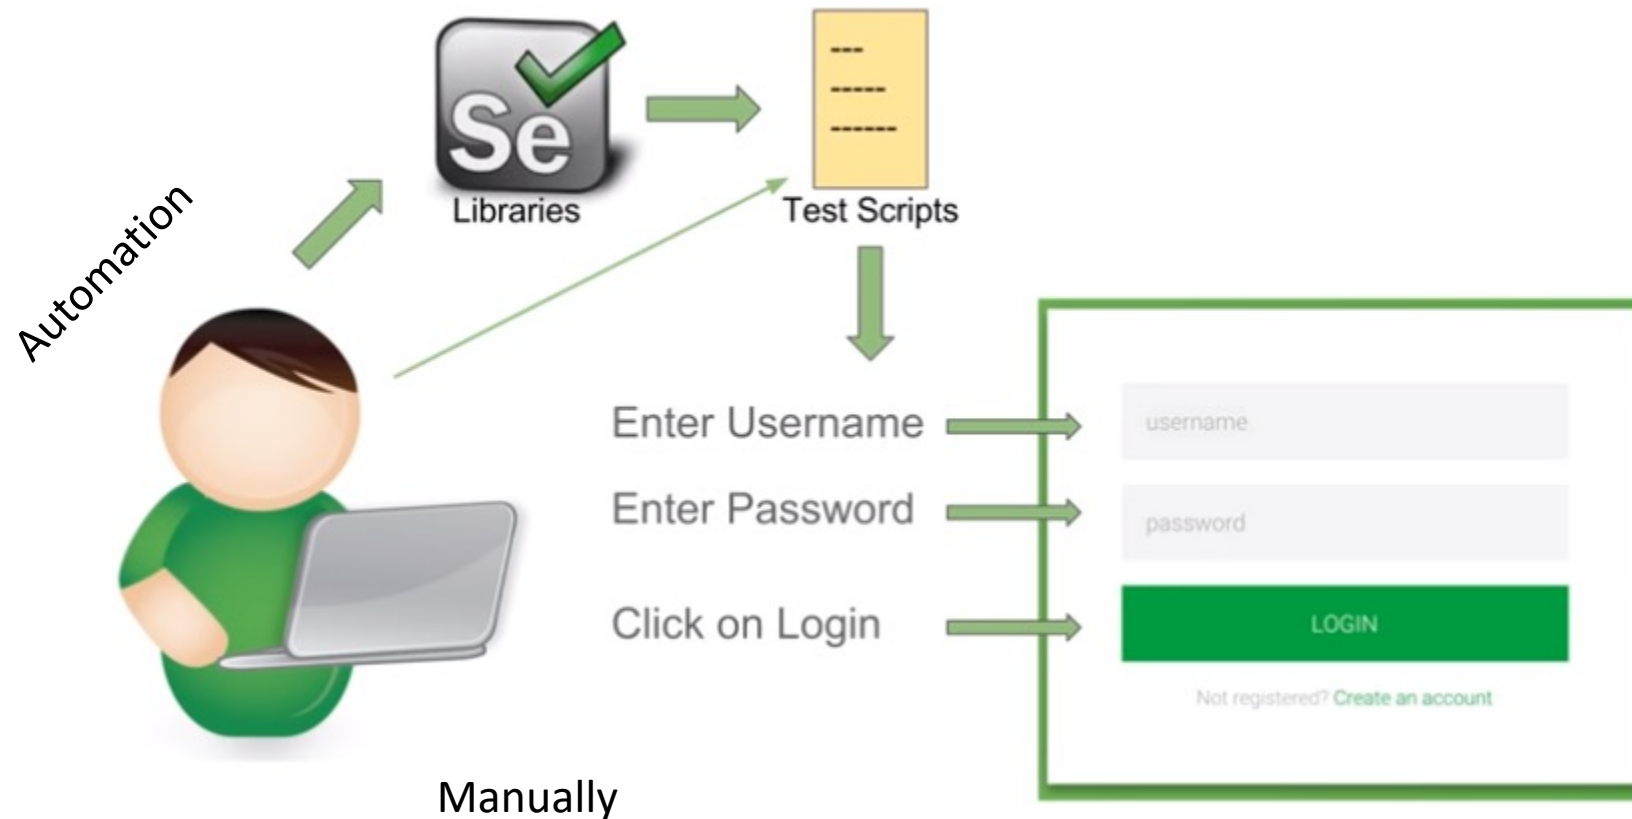 Se
Libraries
---
-----
------
Test Scripts
Automation
Enter Username
username
Enter Password
password
Click on Login
LOGIN
Not registered? Create an account
Manually